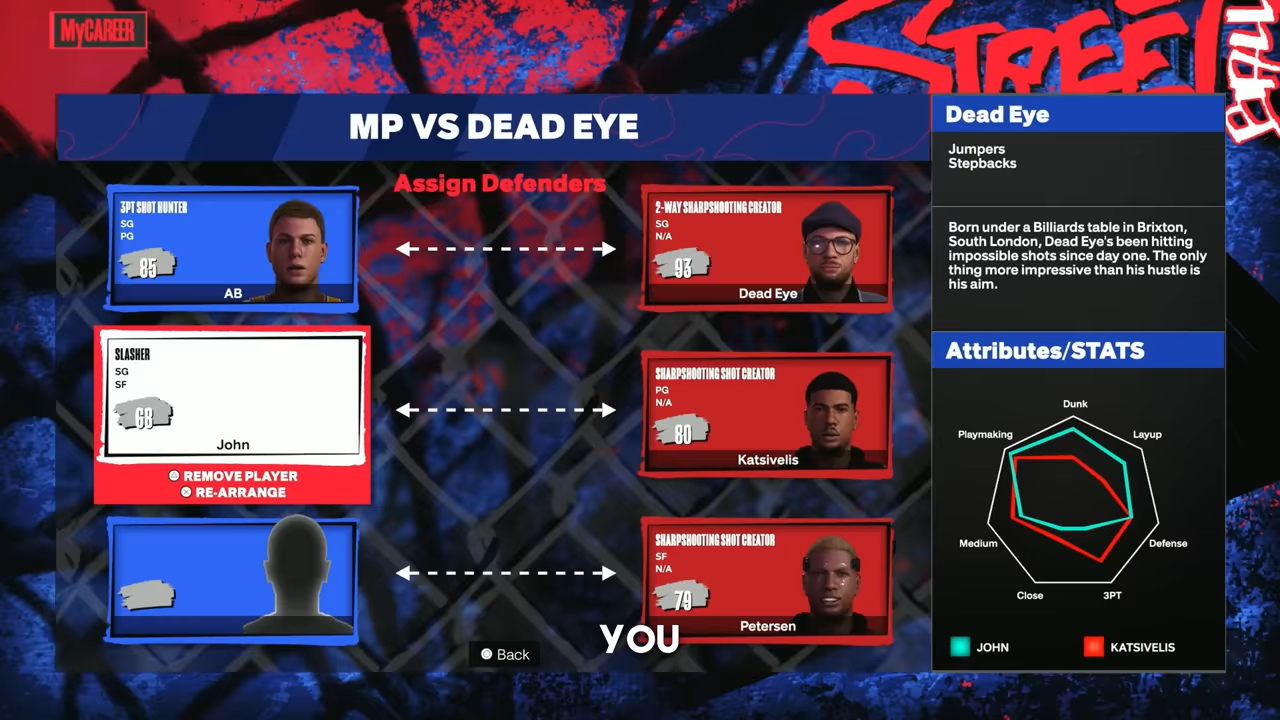 MyCAREER
STREET
MP VS DEAD EYE
Assign Defenders
3PT SHOT HUNTER
SG
PG
85
AB
2-WAY SHARPSHOOTING CREATOR
SG
N/A
93
Dead Eye
SLASHER
SG
SF
68
John
REMOVE PLAYER
RE-ARRANGE
SHARPSHOOTING SHOT CREATOR
PG
N/A
80
Katsivelis
SHARPSHOOTING SHOT CREATOR
SF
N/A
79
Petersen
YOU
Back
Dead Eye
Jumpers
Stepbacks
Born under a Billiards table in Brixton,
South London, Dead Eye's been hitting
impossible shots since day one. The only
thing more impressive than his hustle is
his aim.
Attributes/STATS
Dunk
Playmaking
Layup
Medium
Defense
Close
3PT
JOHN
KATSIVELIS